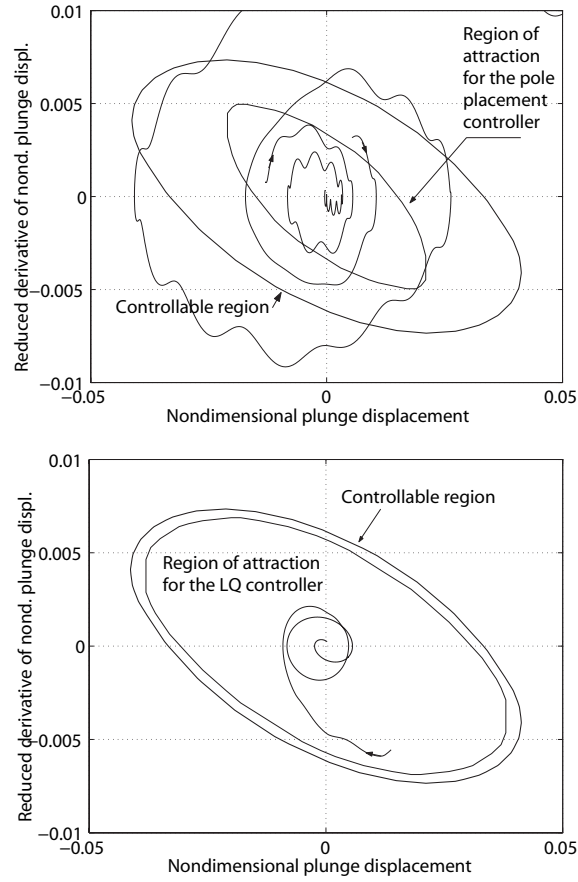 0.01
Region of
attraction
for the pole
placement
controller
0.005
0
−0.005
Controllable region
−0.01
−0.05
0
0.05
Nondimensional plunge displacement
Reduced derivative of nond. plunge displ.
0.01
Controllable region
0.005
Region of attraction
for the LQ controller
0
−0.005
−0.01
−0.05
0
0.05
Nondimensional plunge displacement
Reduced derivative of nond. plunge displ.